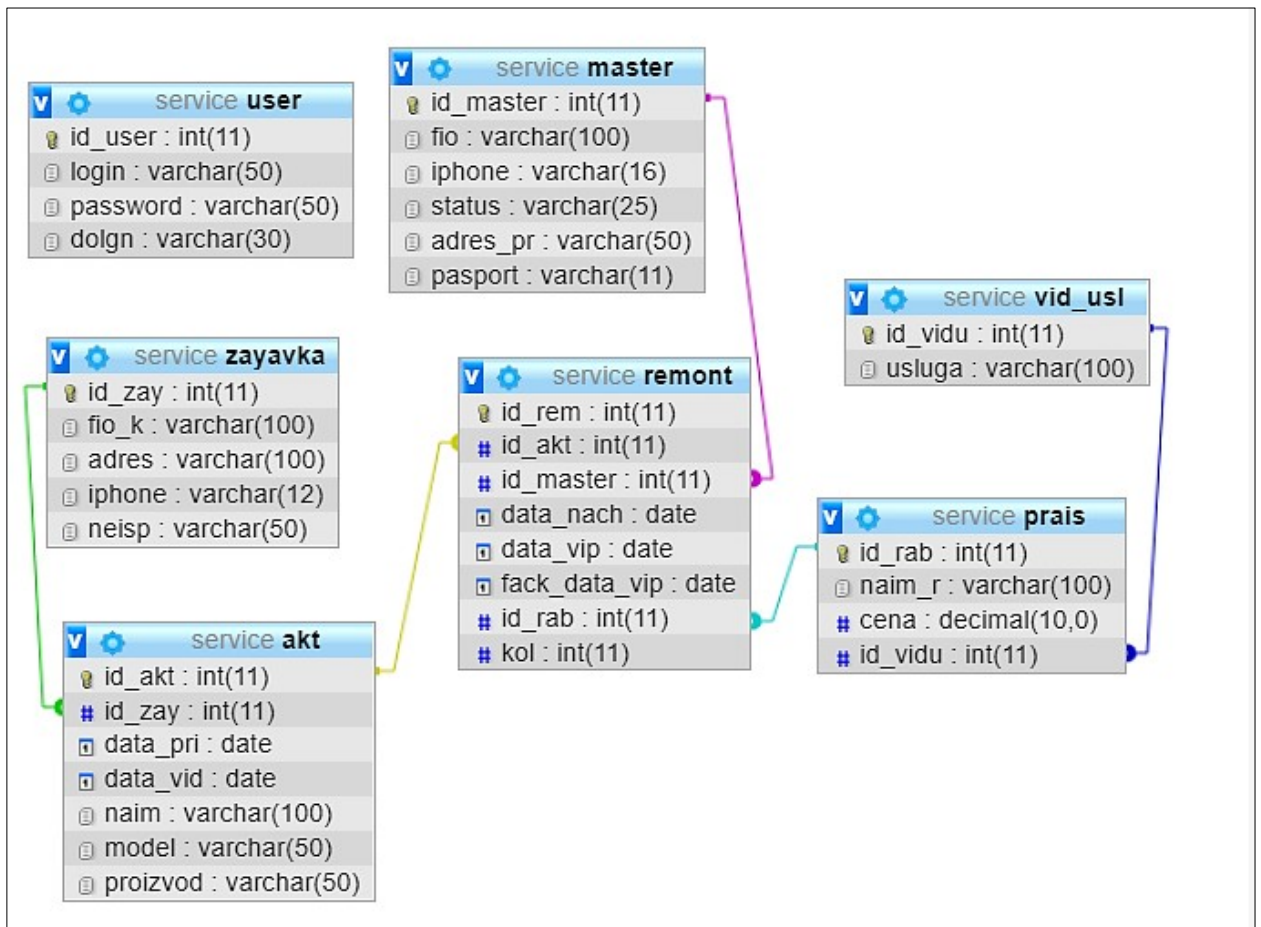 service user
id_user : int(11)
login : varchar(50)
password : varchar(50)
dolgn : varchar(30)
service master
id_master : int(11)
fio : varchar(100)
iphone : varchar(16)
status : varchar(25)
adres_pr : varchar(50)
pasport : varchar(11)
service vid_usl
id_vidu : int(11)
usluga : varchar(100)
service zayavka
id_zay : int(11)
fio_k : varchar(100)
adres : varchar(100)
iphone : varchar(12)
neisp : varchar(50)
service remont
id_rem : int(11)
id_akt : int(11)
id_master : int(11)
data_nach : date
data_vip : date
fack_data_vip : date
id_rab : int(11)
kol : int(11)
service prais
id_rab : int(11)
naim_r : varchar(100)
cena : decimal(10,0)
id_vidu : int(11)
service akt
id_akt : int(11)
id_zay : int(11)
data_pri : date
data_vid : date
naim : varchar(100)
model : varchar(50)
proizvod : varchar(50)